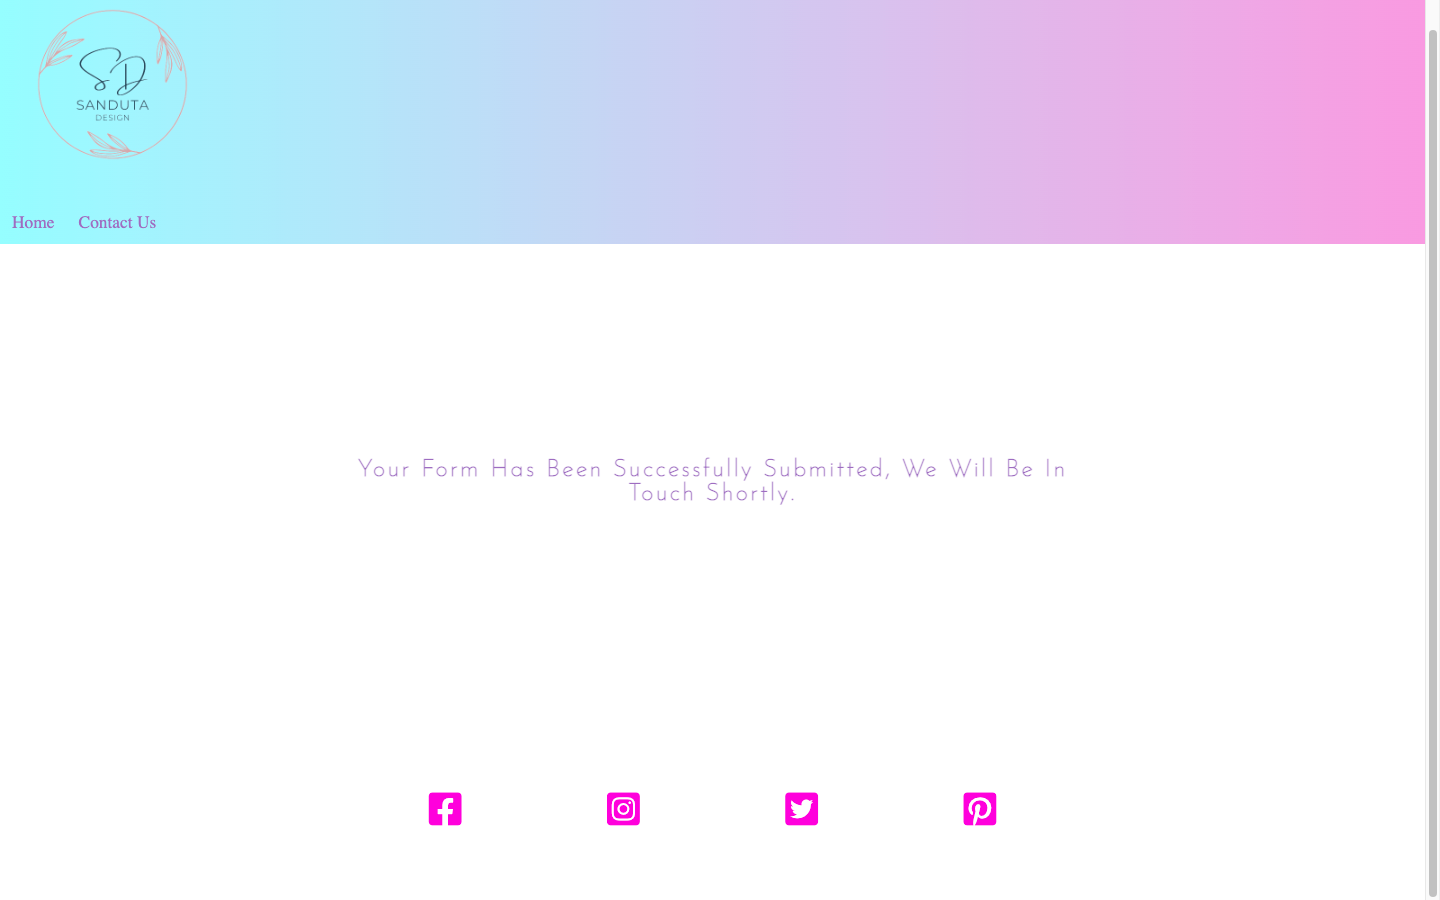 SD
SANDUTA
DESIGN
Home Contact Us
Your Form Has Been Successfully Submitted, We Will Be In
Touch Shortly.